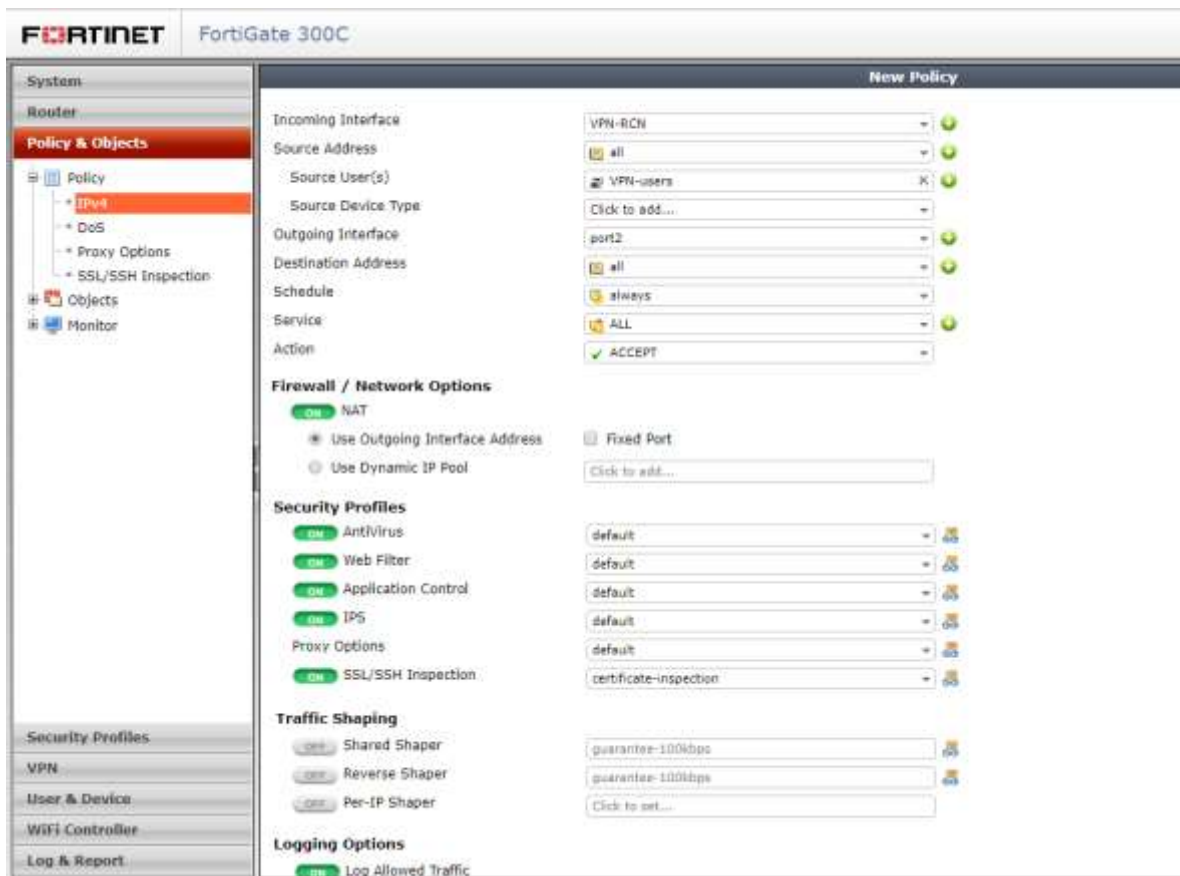 FORTINET FortiGate 300C
System
Router
Policy & Objects
Policy
IPv4
DoS
Proxy Options
SSL/SSH Inspection
Objects
Monitor
Security Profiles
VPN
User & Device
WiFi Controller
Log & Report
New Policy
Incoming Interface VPN-RCN
Source Address all
Source User(s) VPN-users
Source Device Type Click to add...
Outgoing Interface port2
Destination Address all
Schedule always
Service ALL
Action ACCEPT
Firewall / Network Options
ON NAT
Use Outgoing Interface Address Fixed Port
Use Dynamic IP Pool Click to add...
Security Profiles
ON AntiVirus default
ON Web Filter default
ON Application Control default
ON IPS default
Proxy Options default
ON SSL/SSH Inspection certificate-inspection
Traffic Shaping
OFF Shared Shaper guarantee-100kbps
OFF Reverse Shaper guarantee-100kbps
OFF Per-IP Shaper Click to set...
Logging Options
ON Log Allowed Traffic